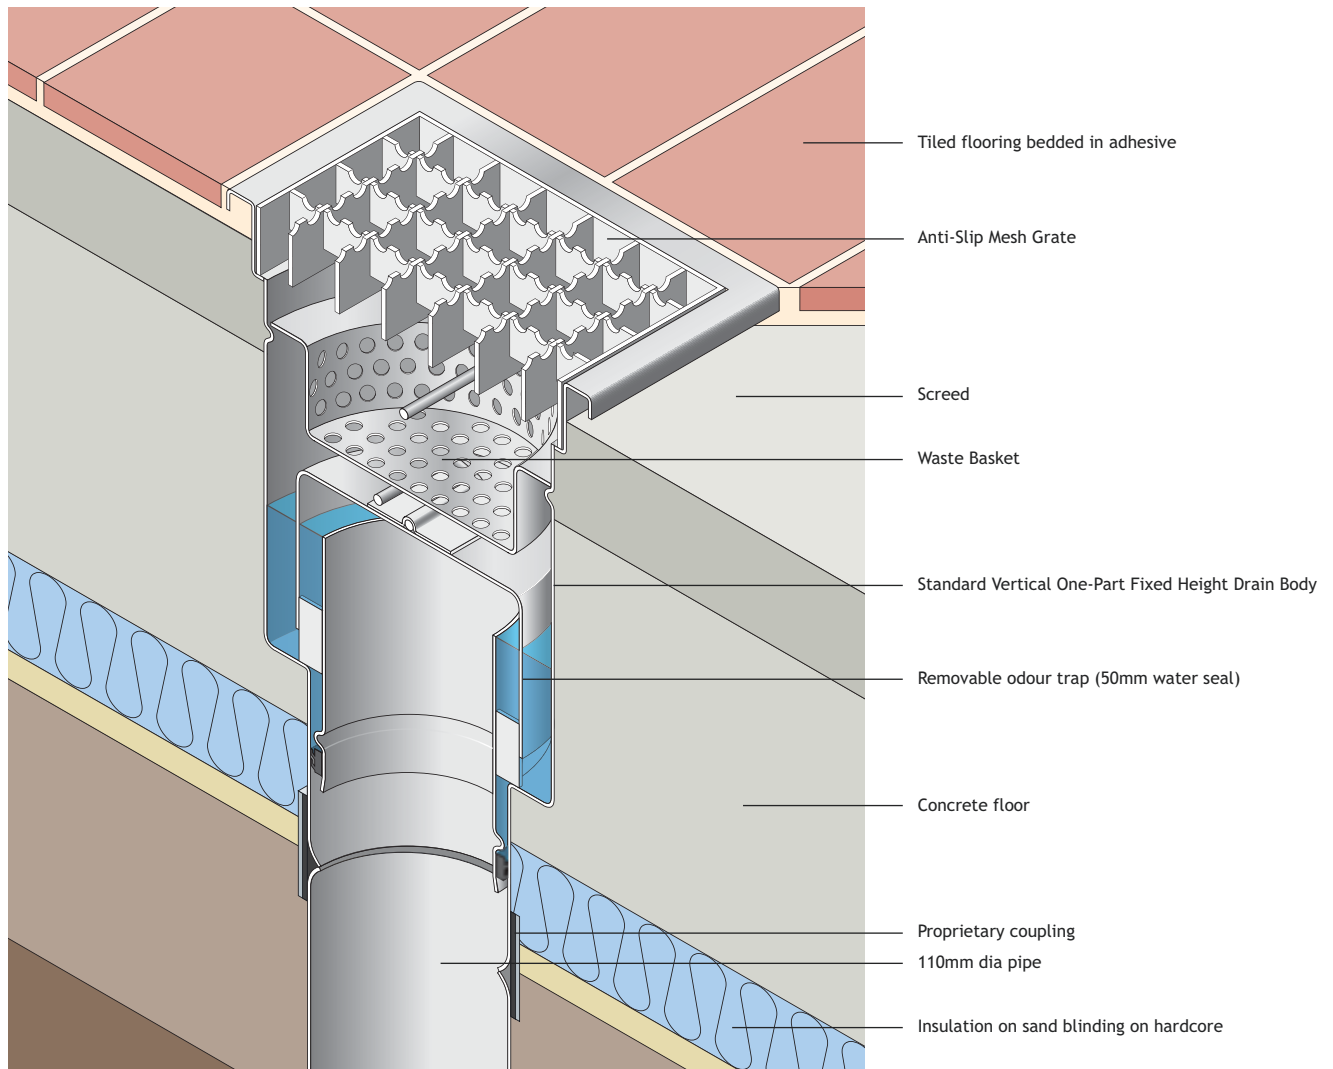 Tiled flooring bedded in adhesive
Anti-Slip Mesh Grate
Screed
Waste Basket
Standard Vertical One-Part Fixed Height Drain Body
Removable odour trap (50mm water seal)
Concrete floor
Proprietary coupling
110mm dia pipe
Insulation on sand blinding on hardcore